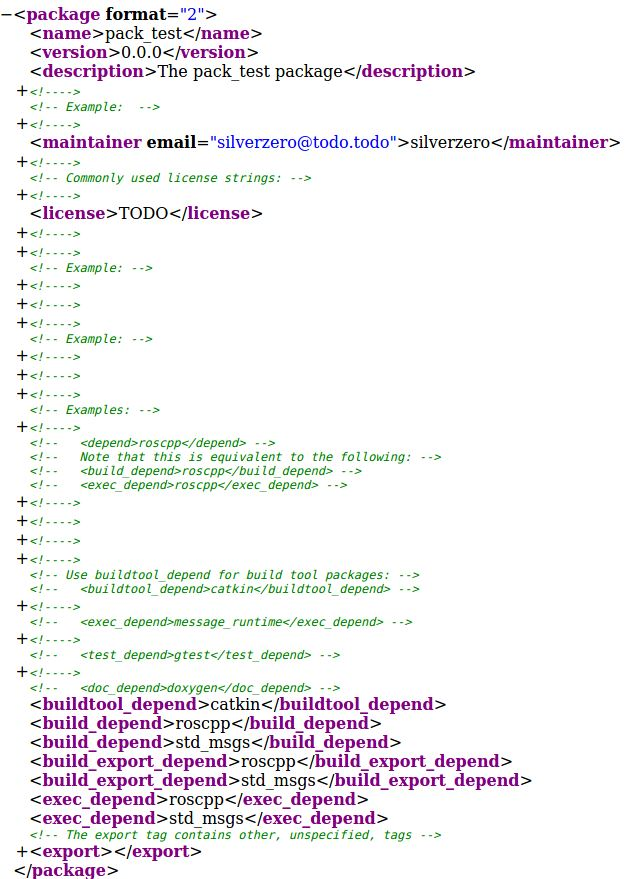 −<package format="2">
<name>pack_test</name>
<version>0.0.0</version>
<description>The pack_test package</description>
+<!---->
<!-- Example:  -->
+<!---->
<maintainer email="silverzero@todo.todo">silverzero</maintainer>
+<!---->
<!-- Commonly used license strings: -->
+<!---->
<license>TODO</license>
+<!---->
+<!---->
<!-- Example: -->
+<!---->
+<!---->
+<!---->
<!-- Example: -->
+<!---->
+<!---->
+<!---->
<!-- Examples: -->
+<!---->
<!--   <depend>roscpp</depend> -->
<!--   Note that this is equivalent to the following: -->
<!--   <build_depend>roscpp</build_depend> -->
<!--   <exec_depend>roscpp</exec_depend> -->
+<!---->
+<!---->
+<!---->
+<!---->
<!-- Use buildtool_depend for build tool packages: -->
<!--   <buildtool_depend>catkin</buildtool_depend> -->
+<!---->
<!--   <exec_depend>message_runtime</exec_depend> -->
+<!---->
<!--   <test_depend>gtest</test_depend> -->
+<!---->
<!--   <doc_depend>doxygen</doc_depend> -->
<buildtool_depend>catkin</buildtool_depend>
<build_depend>roscpp</build_depend>
<build_depend>std_msgs</build_depend>
<build_export_depend>roscpp</build_export_depend>
<build_export_depend>std_msgs</build_export_depend>
<exec_depend>roscpp</exec_depend>
<exec_depend>std_msgs</exec_depend>
<!-- The export tag contains other, unspecified, tags -->
+<export></export>
</package>